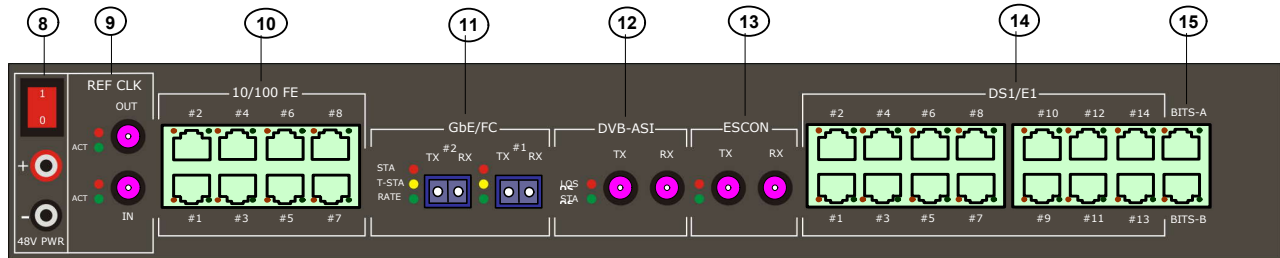 8 9 10 11 12 13 14 15
1
0
+
-
48V PWR
REF CLK
OUT
ACT
ACT
IN
10/100 FE
#2 #4 #6 #8
#1 #3 #5 #7
GbE/FC
#2 #1
TX RX TX RX
STA
T-STA
RATE
DVB-ASI
TX RX
LOS
STA
ESCON
TX RX
DS1/E1
#2 #4 #6 #8 #10 #12 #14 BITS-A
#1 #3 #5 #7 #9 #11 #13 BITS-B